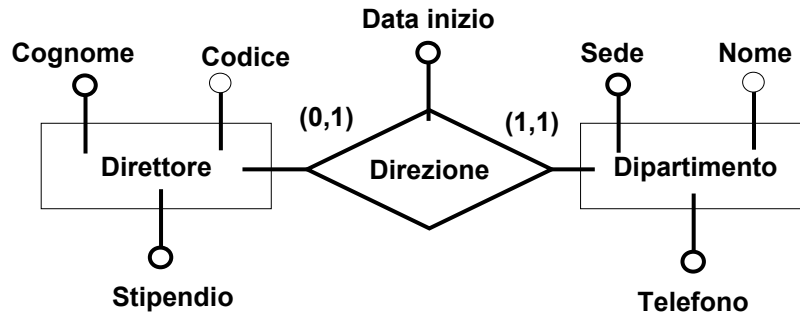 Data inizio
Cognome
Codice
Sede
Nome
(0,1)
(1,1)
Direttore
Direzione
Dipartimento
Stipendio
Telefono